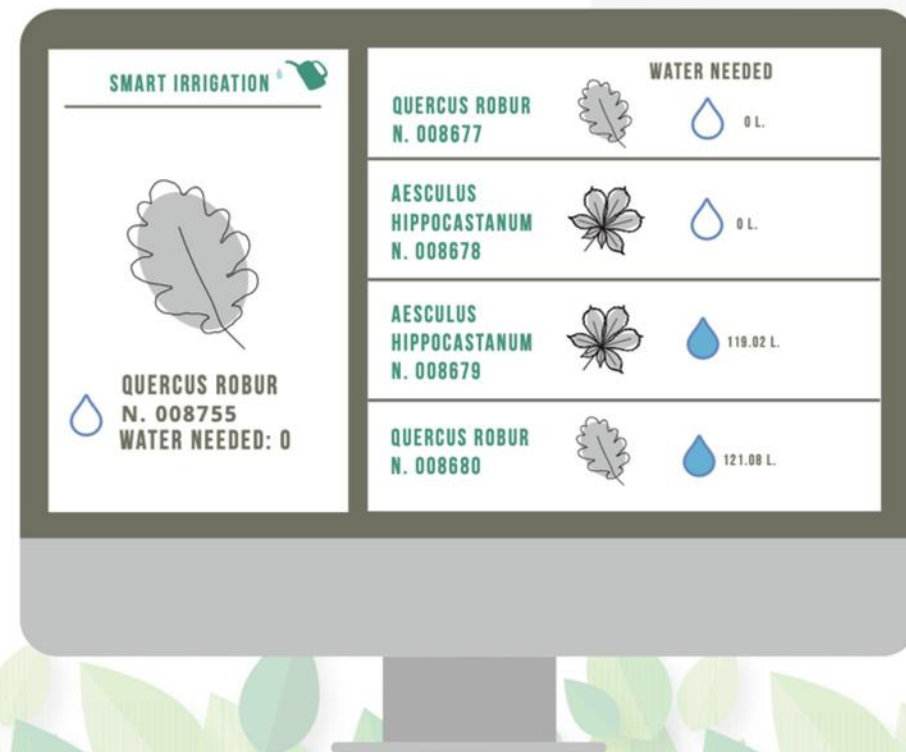 SMART IRRIGATION
QUERCUS ROBUR
N. 008755
WATER NEEDED: 0
WATER NEEDED
QUERCUS ROBUR
N. 008677
0 L.
AESCULUS
HIPPOCASTANUM
N. 008678
0 L.
AESCULUS
HIPPOCASTANUM
N. 008679
119.02 L.
QUERCUS ROBUR
N. 008680
121.08 L.